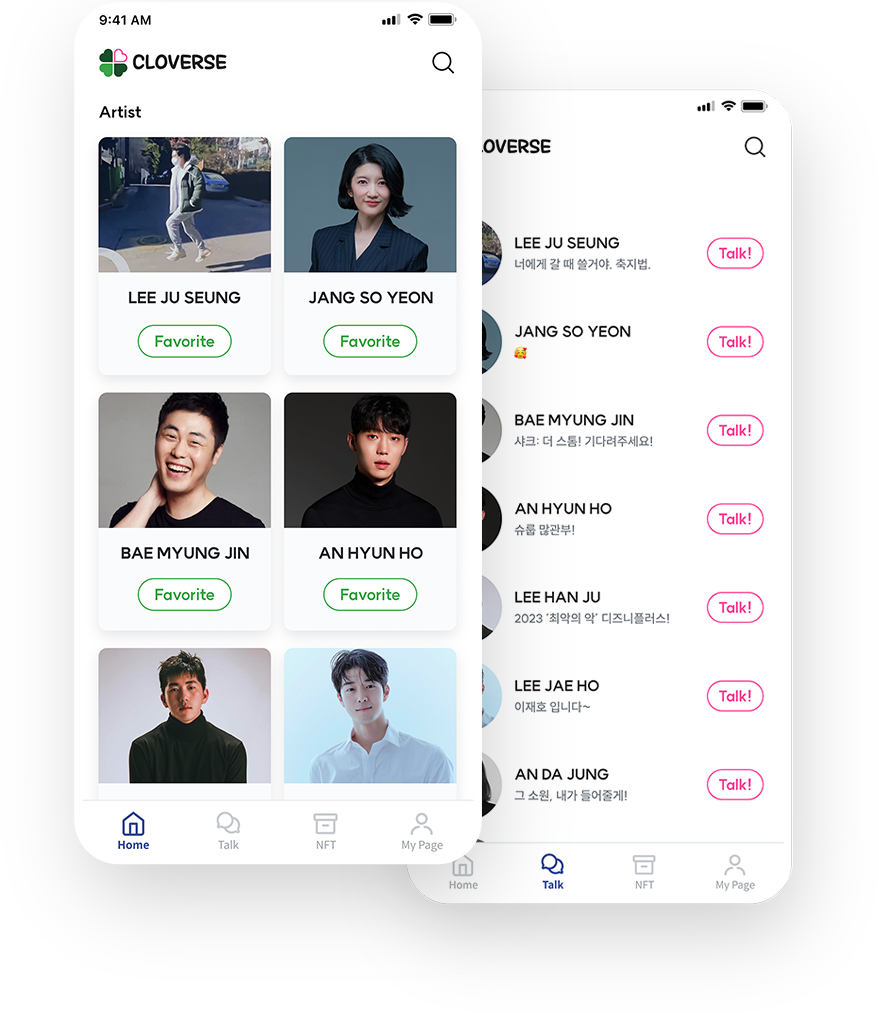 9:41 AM
CLOVERSE
Artist
LEE JU SEUNG
JANG SO YEON
Favorite
Favorite
BAE MYUNG JIN
AN HYUN HO
Favorite
Favorite
Home
Talk
NFT
My Page
LOVERSE
LEE JU SEUNG
너에게 갈 때 쓸거야. 축지법.
Talk!
JANG SO YEON
🥰
Talk!
BAE MYUNG JIN
샤크: 더 스톰! 기다려주세요!
Talk!
AN HYUN HO
슈룹 많관부!
Talk!
LEE HAN JU
2023 ‘최악의 악’ 디즈니플러스!
Talk!
LEE JAE HO
이재호 입니다~
Talk!
AN DA JUNG
그 소원, 내가 들어줄게!
Talk!
Home
Talk
NFT
My Page